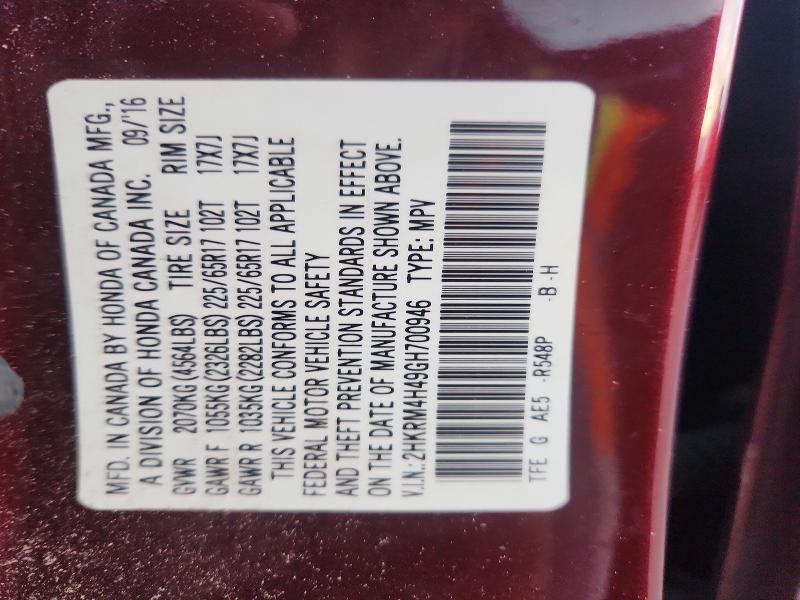 MFD. IN CANADA BY HONDA OF CANADA MFG.,
A DIVISION OF HONDA CANADA INC. 09/'16
GVWR 2070KG (4564LBS) TIRE SIZE RIM SIZE
GAWR F 1055KG (2326LBS) 225/65R17 102T 17X7J
GAWR R 1035KG (2282LBS) 225/65R17 102T 17X7J
THIS VEHICLE CONFORMS TO ALL APPLICABLE
FEDERAL MOTOR VEHICLE SAFETY
AND THEFT PREVENTION STANDARDS IN EFFECT
ON THE DATE OF MANUFACTURE SHOWN ABOVE.
V.I.N.: 2HKRM4H49GH700946 TYPE: MPV
TFE G AE5 -R548P -B -H